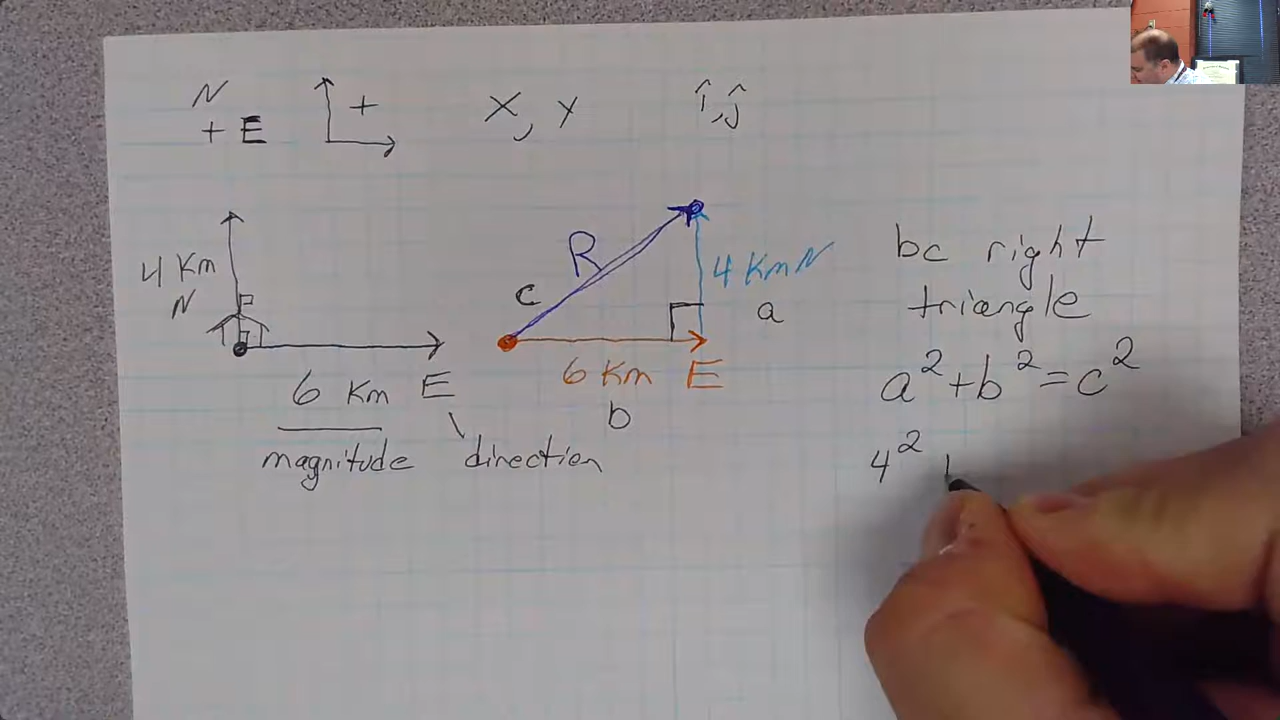 N
+ E
+
X, y
î, ĵ
4 Km
N
6 Km E
magnitude
direction
R
c
4 Km N
a
6 Km E
b
bc right
triangle
a²+b²=c²
4²